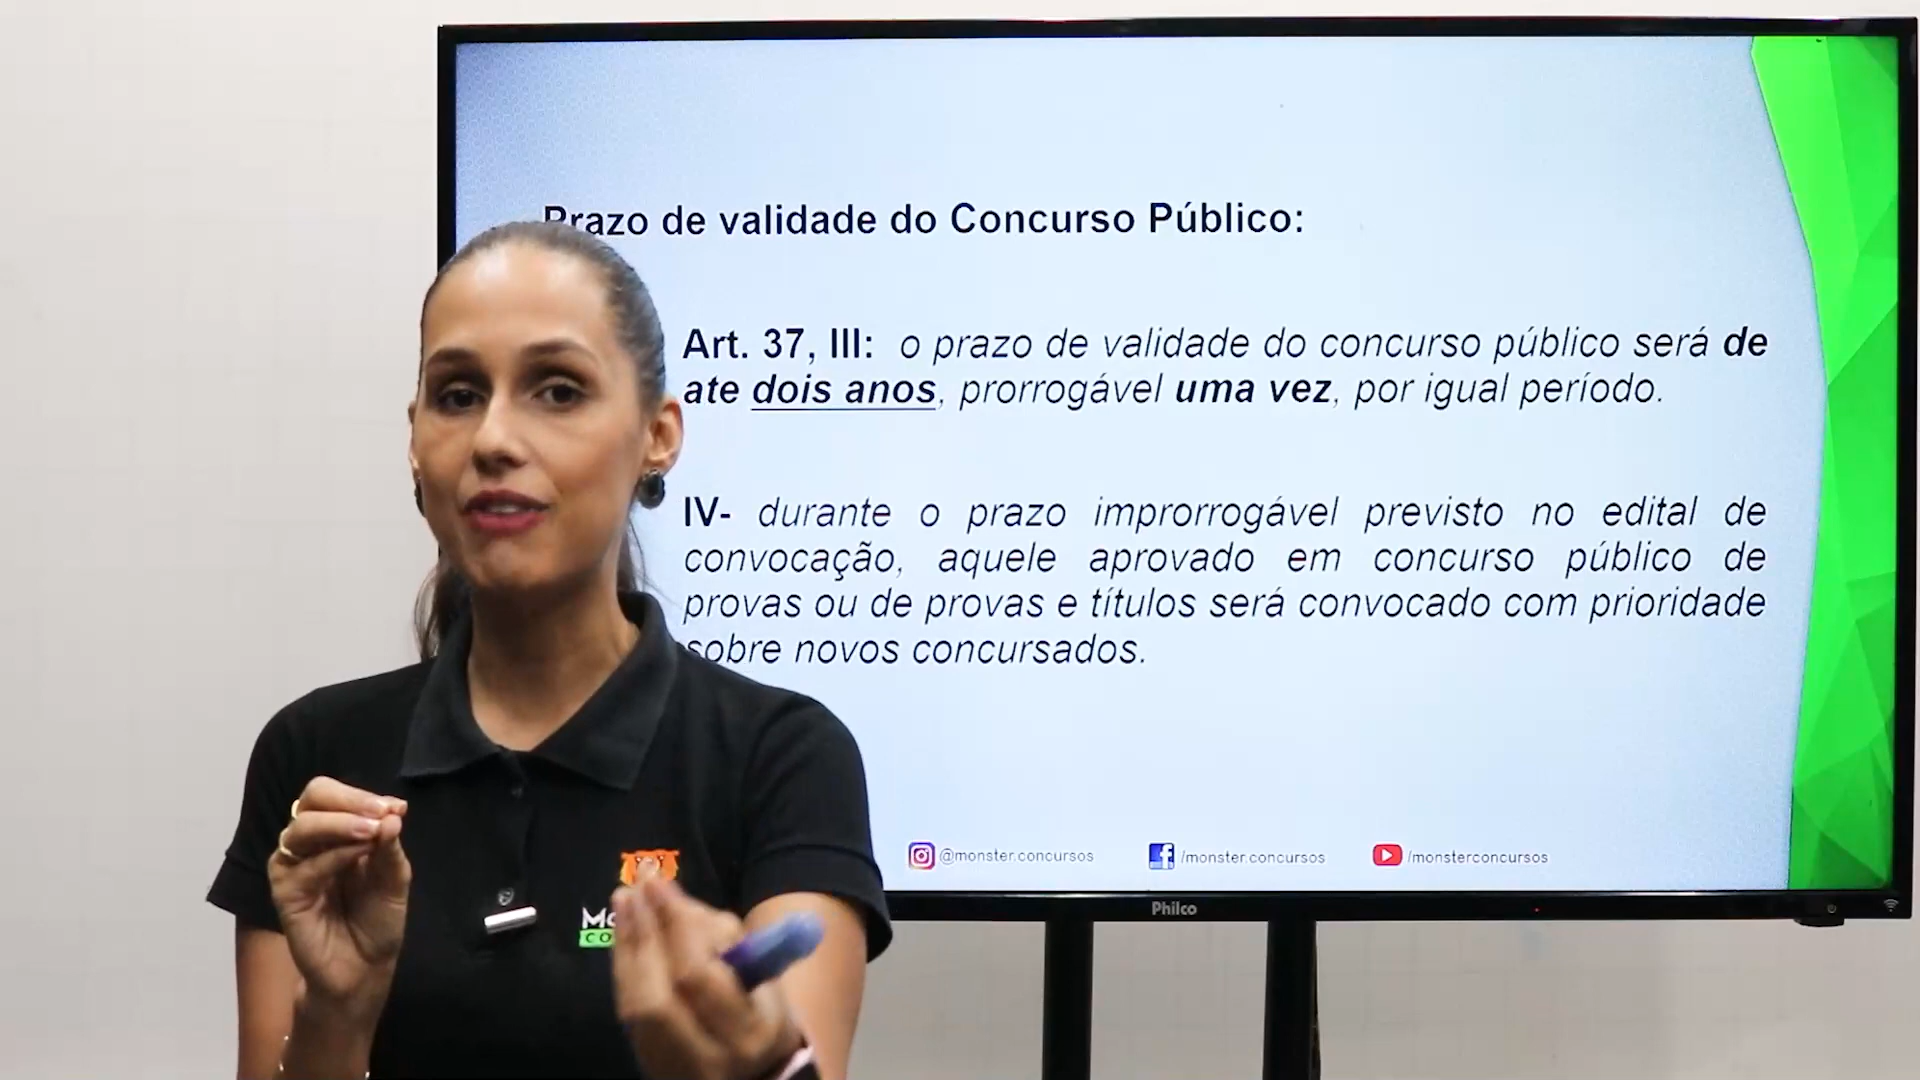 Prazo de validade do Concurso Público:
Art. 37, III: o prazo de validade do concurso público será de
ate dois anos, prorrogável uma vez, por igual período.
IV- durante o prazo improrrogável previsto no edital de
convocação, aquele aprovado em concurso público de
provas ou de provas e títulos será convocado com prioridade
sobre novos concursados.
@monster.concursos
/monster.concursos
/monsterconcursos
Philco